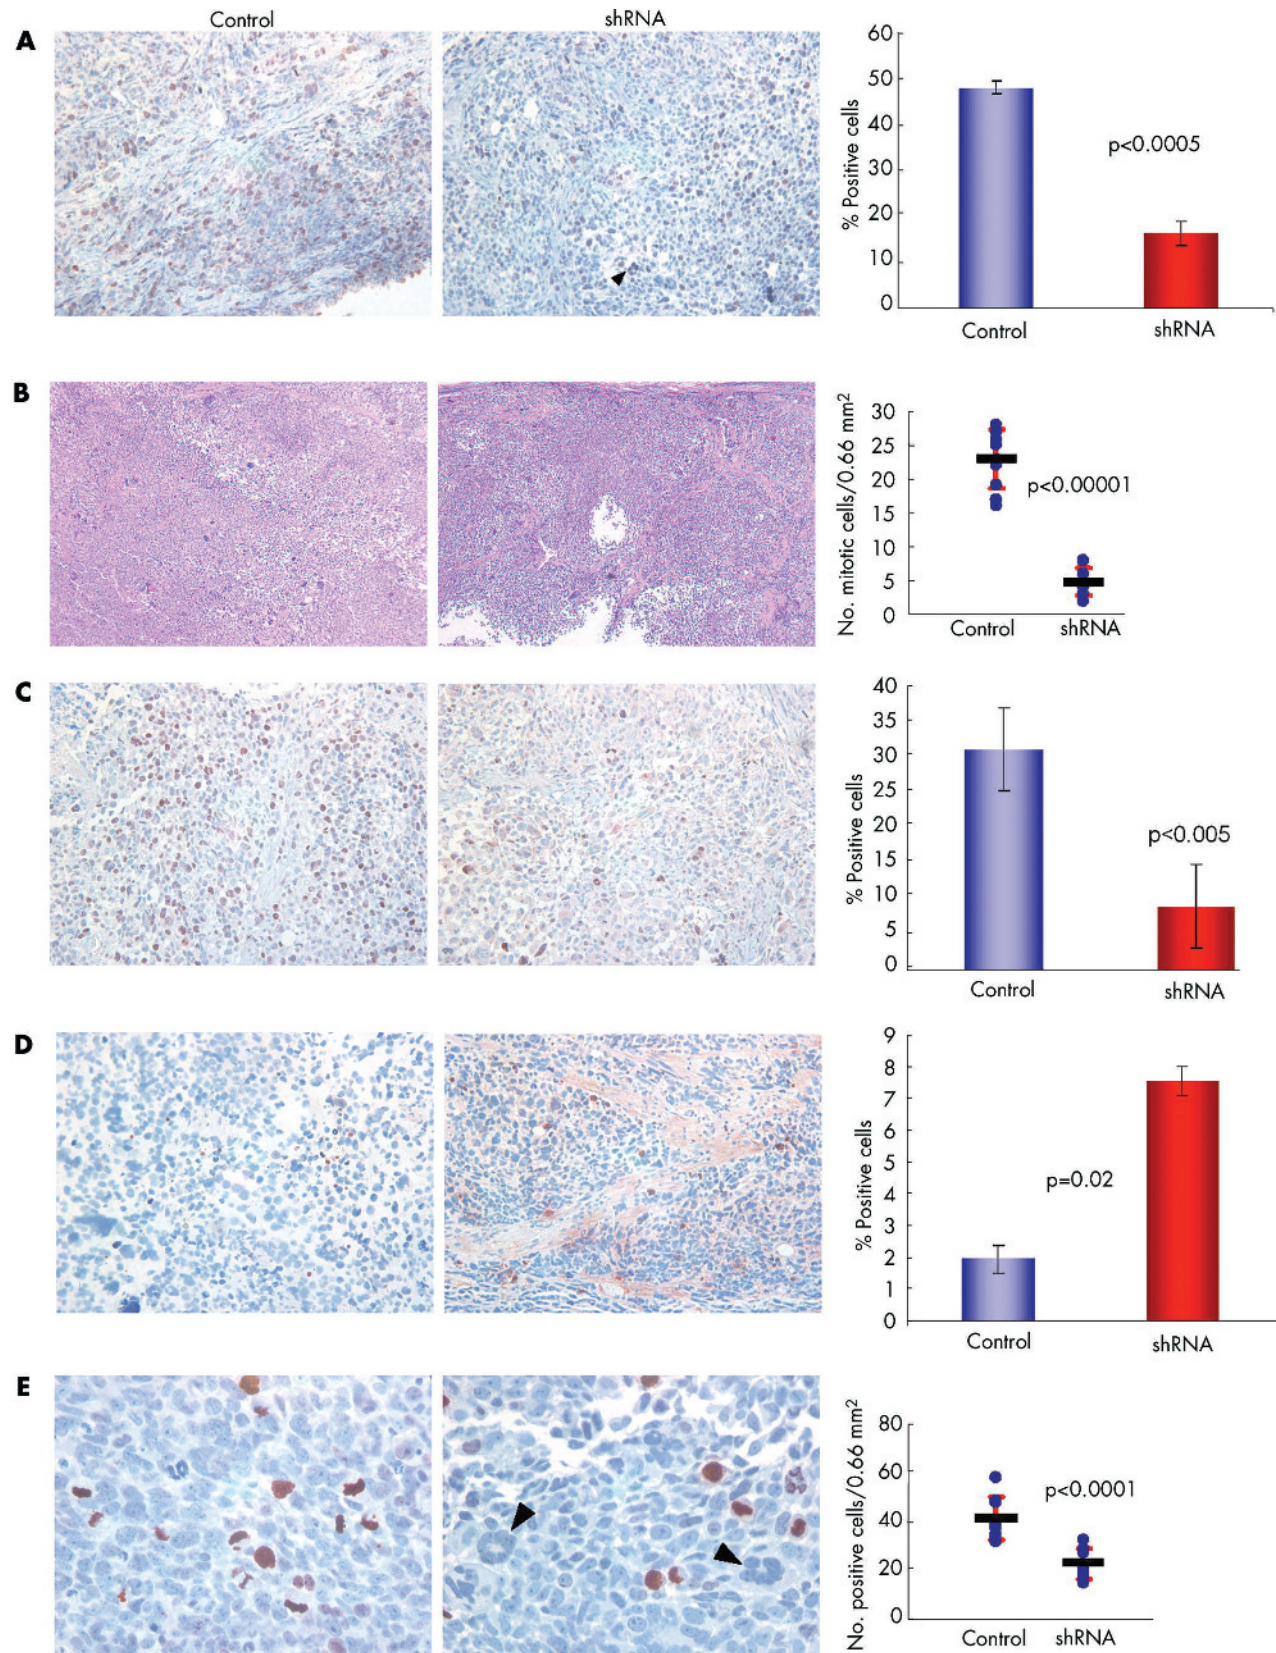 Control shRNA
A
60
50
40
30
20
10
0
% Positive cells
p<0.0005
Control shRNA
B
30
25
20
15
10
5
0
No. mitotic cells/0.66 mm²
p<0.00001
Control shRNA
C
40
35
30
25
20
15
10
5
0
% Positive cells
p<0.005
Control shRNA
D
9
8
7
6
5
4
3
2
1
0
% Positive cells
p=0.02
Control shRNA
E
80
60
40
20
0
No. positive cells/0.66 mm²
p<0.0001
Control shRNA